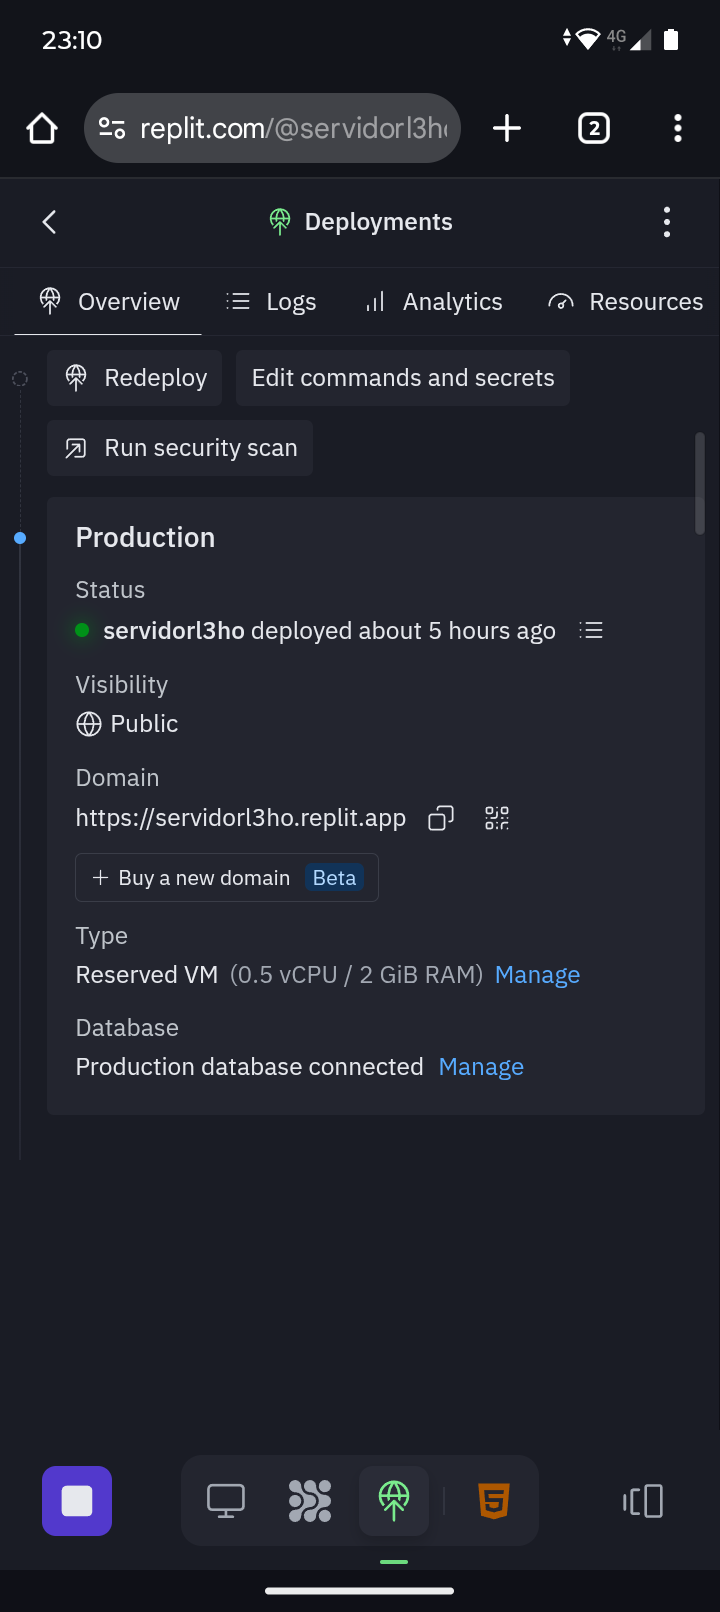 23:10
4G
replit.com/@servidorl3h
2
Deployments
Overview
Logs
Analytics
Resources
Redeploy
Edit commands and secrets
Run security scan
Production
Status
servidorl3ho deployed about 5 hours ago
Visibility
Public
Domain
https://servidorl3ho.replit.app
Buy a new domain Beta
Type
Reserved VM (0.5 vCPU / 2 GiB RAM) Manage
Database
Production database connected Manage
5